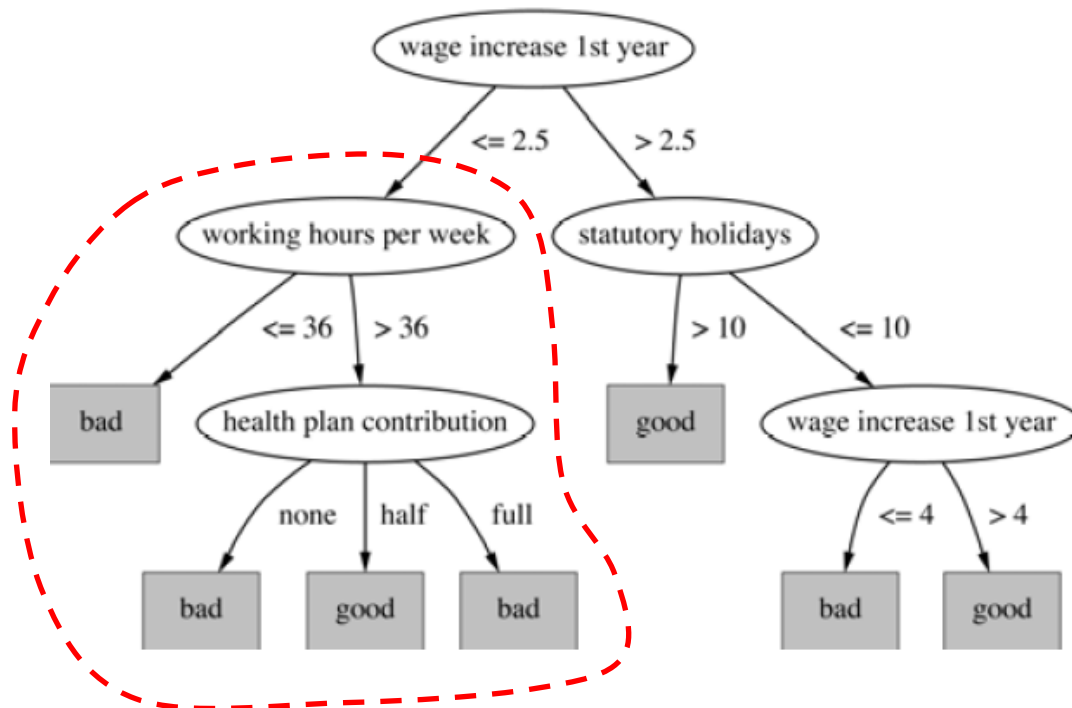 wage increase 1st year
<= 2.5
> 2.5
working hours per week
statutory holidays
<= 36
> 36
> 10
<= 10
bad
health plan contribution
good
wage increase 1st year
none
half
full
<= 4
> 4
bad
good
bad
bad
good